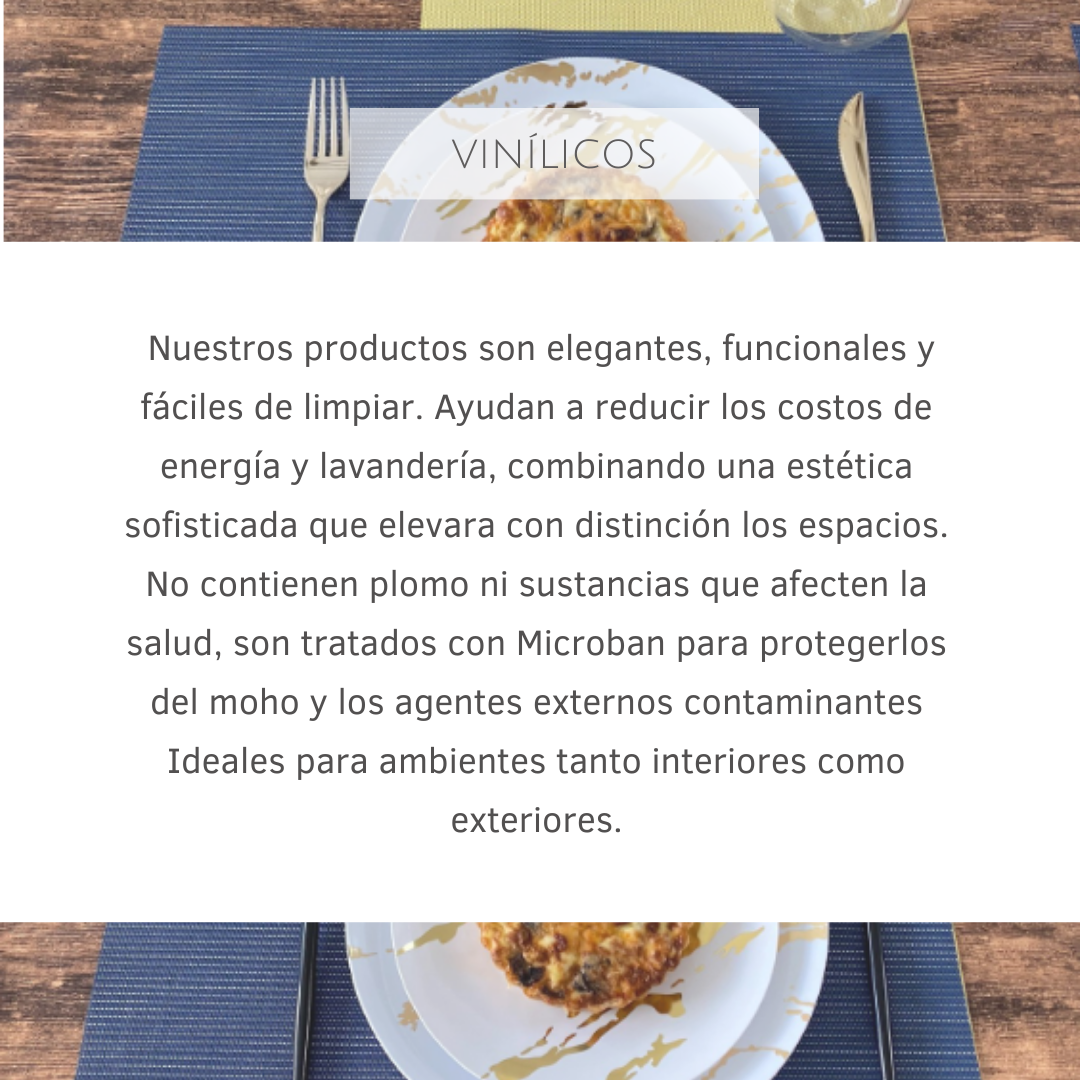 VINÍLICOS
Nuestros productos son elegantes, funcionales y
fáciles de limpiar. Ayudan a reducir los costos de
energía y lavandería, combinando una estética
sofisticada que elevara con distinción los espacios.
No contienen plomo ni sustancias que afecten la
salud, son tratados con Microban para protegerlos
del moho y los agentes externos contaminantes
Ideales para ambientes tanto interiores como
exteriores.